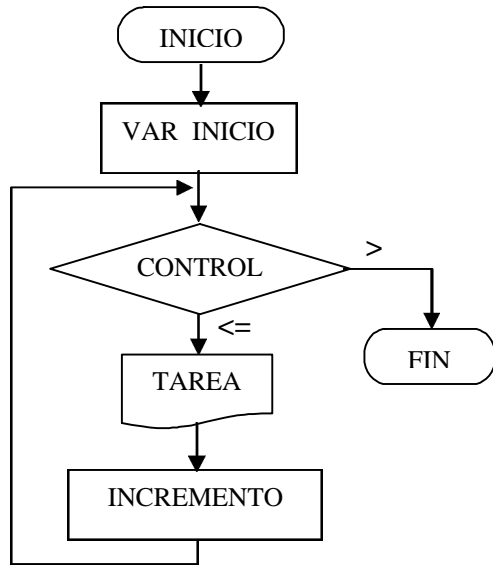 INICIO
VAR INICIO
CONTROL
>
<=
TAREA
FIN
INCREMENTO